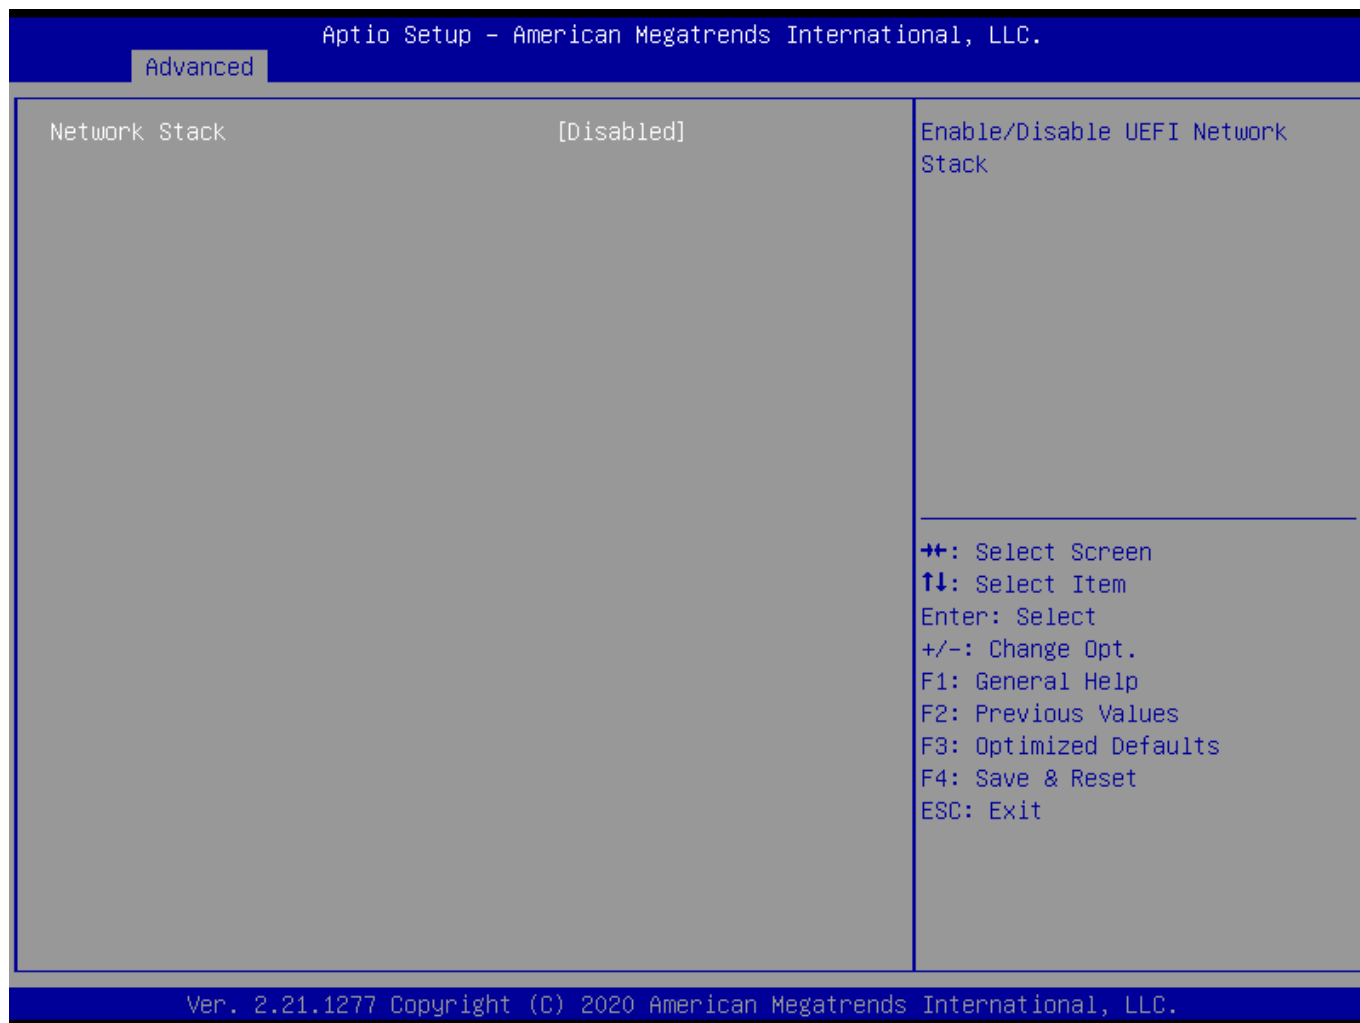 Aptio Setup – American Megatrends International, LLC.
Advanced
Network Stack [Disabled]
Enable/Disable UEFI Network
Stack
→←: Select Screen
↑↓: Select Item
Enter: Select
+/-: Change Opt.
F1: General Help
F2: Previous Values
F3: Optimized Defaults
F4: Save & Reset
ESC: Exit
Ver. 2.21.1277 Copyright (C) 2020 American Megatrends International, LLC.